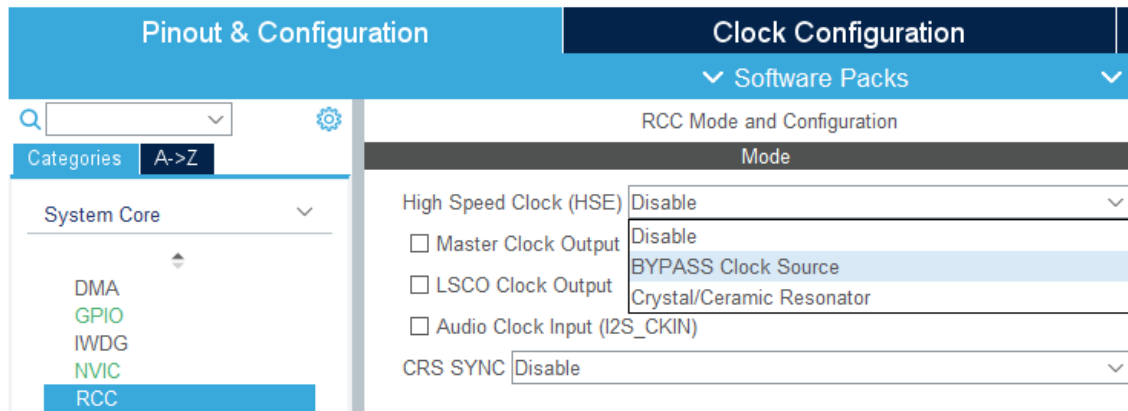 Pinout & Configuration
Clock Configuration
Software Packs
Categories
A->Z
System Core
DMA
GPIO
IWDG
NVIC
RCC
RCC Mode and Configuration
Mode
High Speed Clock (HSE) Disable
Disable
BYPASS Clock Source
Crystal/Ceramic Resonator
Master Clock Output
LSCO Clock Output
Audio Clock Input (I2S_CKIN)
CRS SYNC Disable